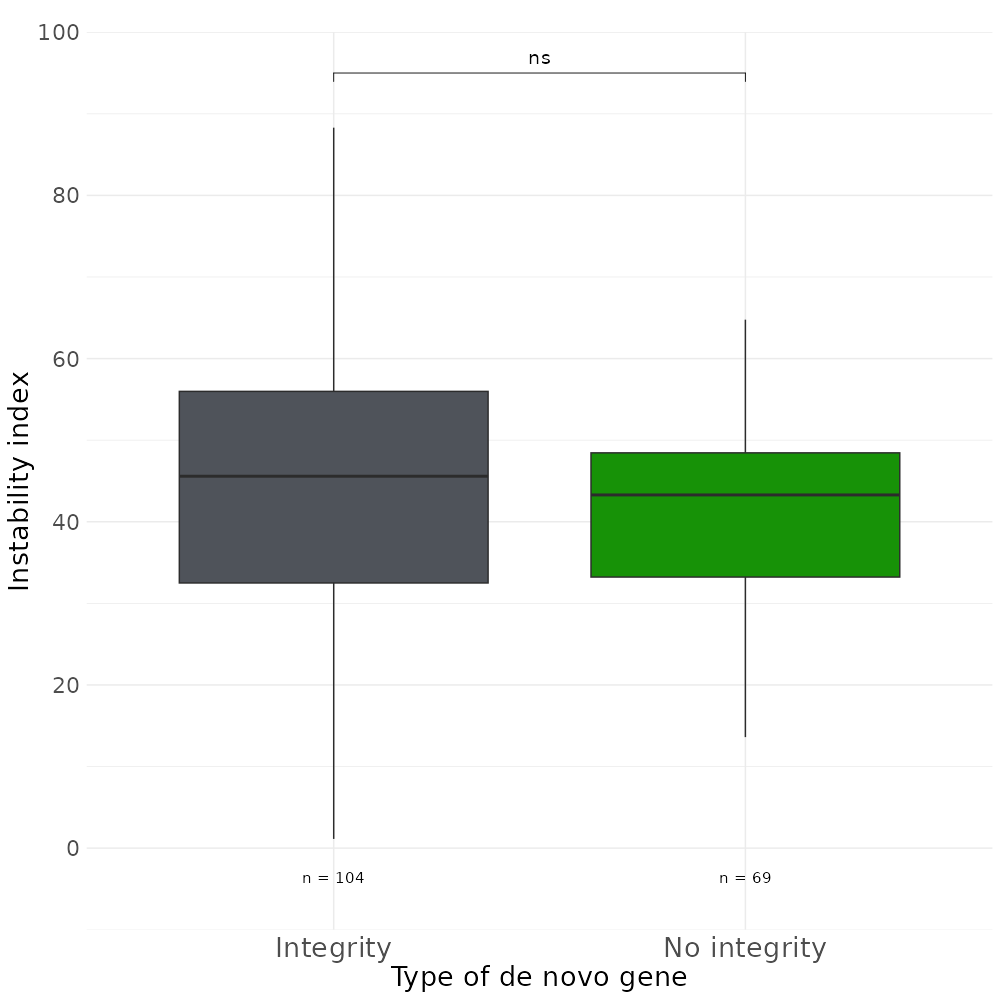 100
ns
80
60
40
20
0
Instability index
n = 104
n = 69
Integrity
No integrity
Type of de novo gene